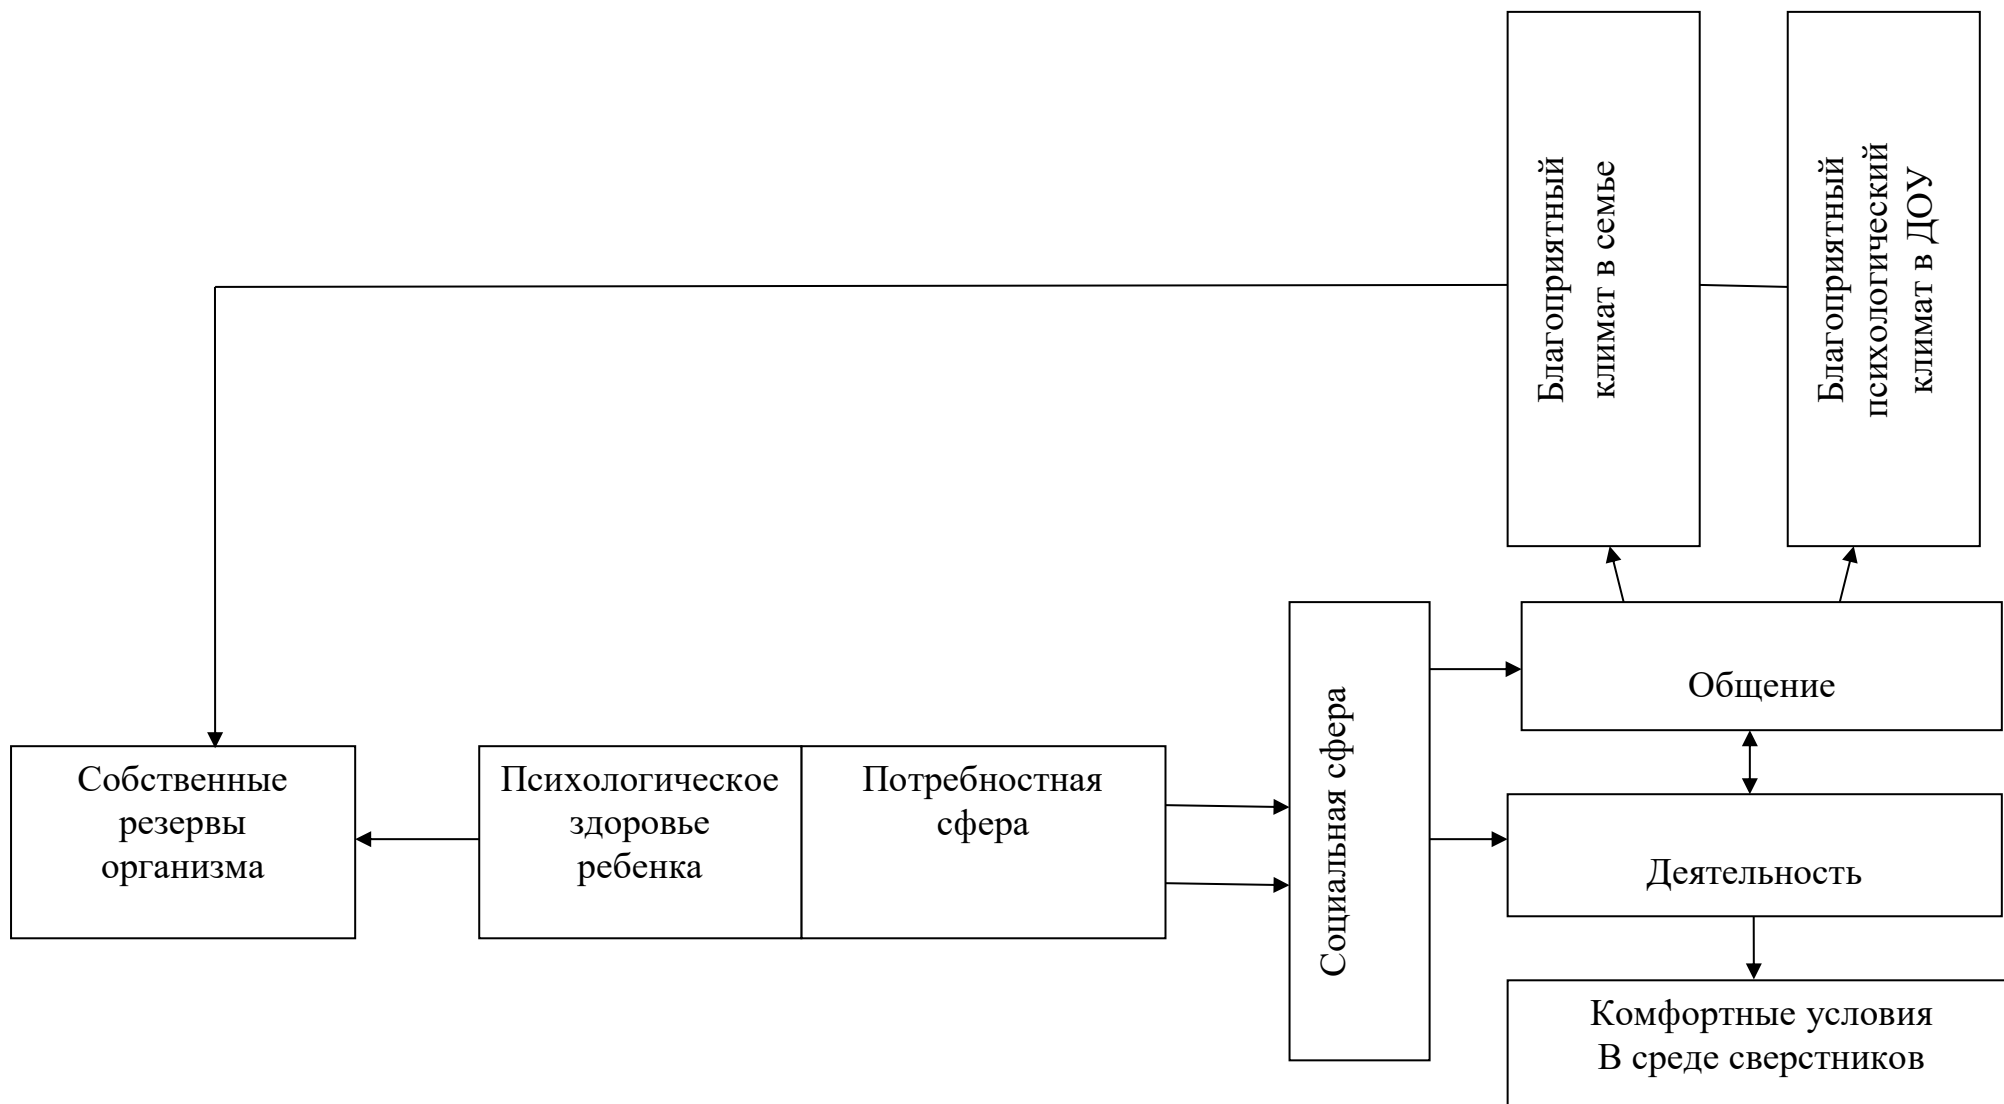 Благоприятный
климат в семье
Благоприятный
психологический
климат в ДОУ
Общение
Собственные
резервы
организма
Психологическое
здоровье
ребенка
Потребностная
сфера
Социальная сфера
Деятельность
Комфортные условия
В среде сверстников